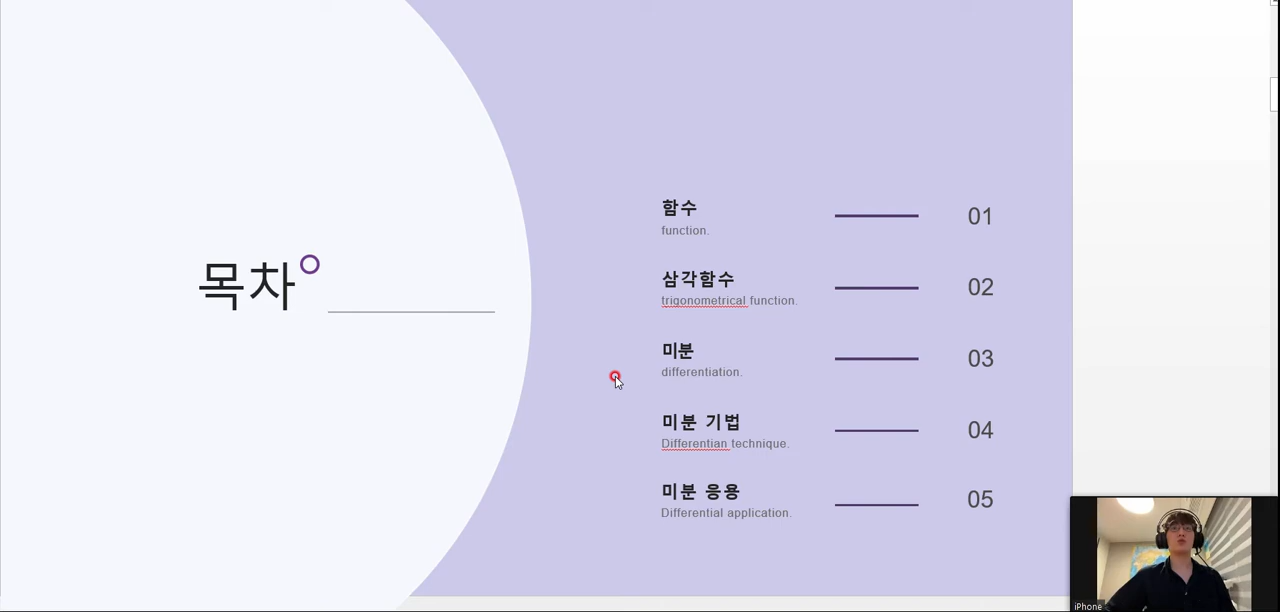 목차
함수
function.
01
삼각함수
trigonometrical function.
02
미분
differentiation.
03
미분 기법
Differentian technique.
04
미분 응용
Differential application.
05
iPhone